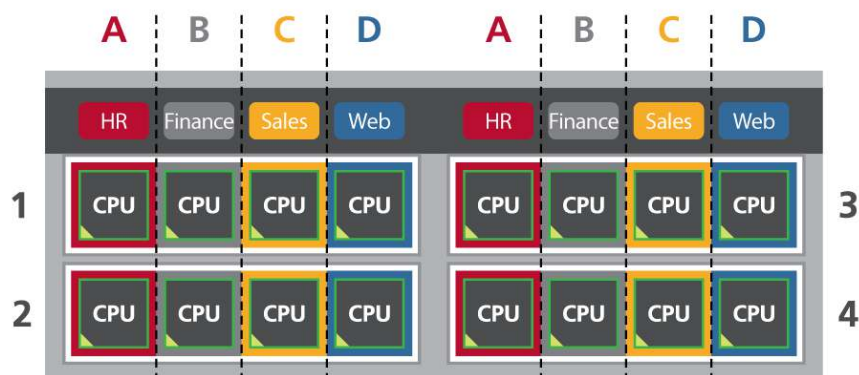 A B C D A B C D
HR Finance Sales Web HR Finance Sales Web
1 CPU CPU CPU CPU CPU CPU CPU CPU 3
2 CPU CPU CPU CPU CPU CPU CPU CPU 4